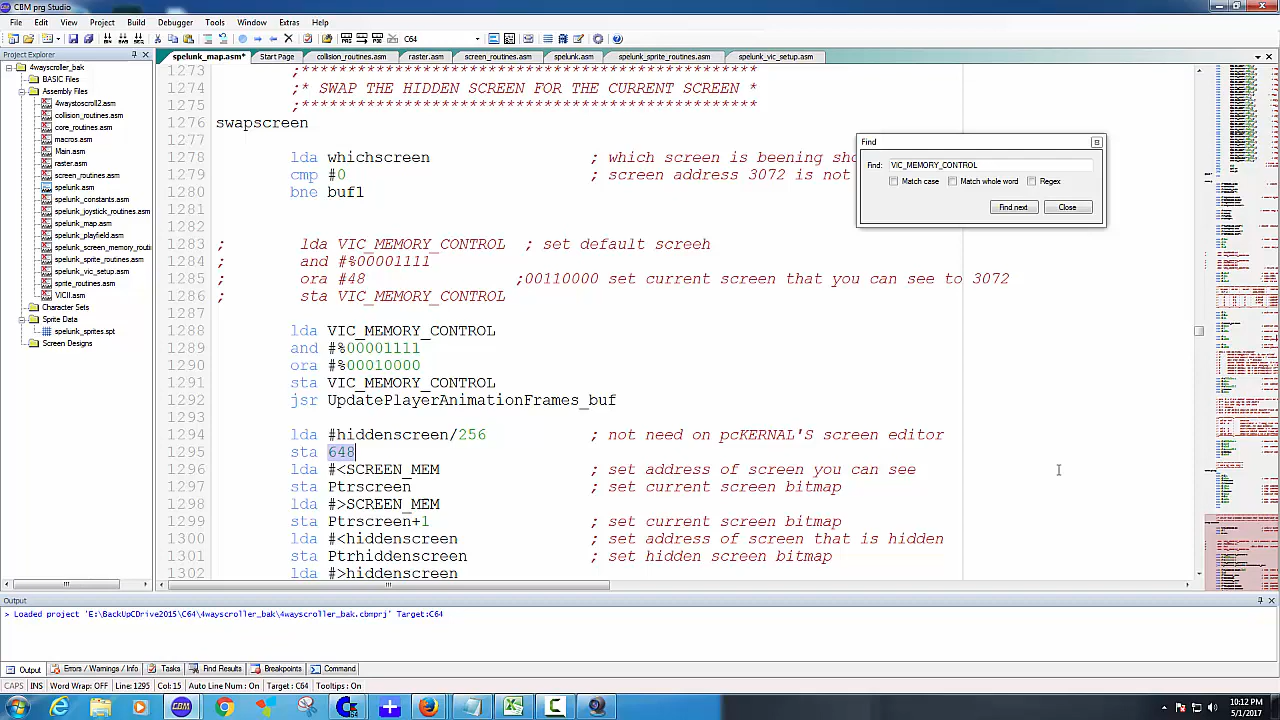 CBM prg Studio
File Edit View Project Build Debugger Tools Window Extras Help
C64
Project Explorer
spelunk_map.asm* Start Page collision_routines.asm raster.asm screen_routines.asm spelunk.asm spelunk_sprite_routines.asm spelunk_vic_setup.asm
4wayscroller_bak
BASIC Files
Assembly Files
4waystoscroll2.asm
collision_routines.asm
core_routines.asm
macros.asm
Main.asm
raster.asm
screen_routines.asm
spelunk.asm
spelunk_constants.asm
spelunk_joystick_routines.asm
spelunk_map.asm
spelunk_playfield.asm
spelunk_screen_memory_routi
spelunk_sprite_routines.asm
spelunk_vic_setup.asm
sprite_routines.asm
VICII.asm
Character Sets
Sprite Data
spelunk_sprites.spt
Screen Designs
1273 ;*************************************************
1274 ;* SWAP THE HIDDEN SCREEN FOR THE CURRENT SCREEN *
1275 ;*************************************************
1276 swapscreen
1277
1278 lda whichscreen ; which screen is beening sho
1279 cmp #0 ; screen address 3072 is not
1280 bne buf1
1281
1282
1283 ; lda VIC_MEMORY_CONTROL ; set default screeh
1284 ; and #%00001111
1285 ; ora #48 ;%0110000 set current screen that you can see to 3072
1286 ; sta VIC_MEMORY_CONTROL
1287
1288 lda VIC_MEMORY_CONTROL
1289 and #%00001111
1290 ora #%00010000
1291 sta VIC_MEMORY_CONTROL
1292 jsr UpdatePlayerAnimationFrames_buf
1293
1294 lda #hiddenscreen/256 ; not need on pcKERNAL'S screen editor
1295 sta 648
1296 lda #<SCREEN_MEM ; set address of screen you can see
1297 sta Ptrscreen ; set current screen bitmap
1298 lda #>SCREEN_MEM
1299 sta Ptrscreen+1 ; set current screen bitmap
1300 lda #<hiddenscreen ; set address of screen that is hidden
1301 sta Ptrhiddenscreen ; set hidden screen bitmap
1302 lda #>hiddenscreen
Find
Find: VIC_MEMORY_CONTROL
Match case Match whole word Regex
Find next Close
Output
> Loaded project 'E:\BackUpCDrive2015\C64\4wayscroller_bak\4wayscroller_bak.cbmprj' Target:C64
Output Errors / Warnings / Info Tasks Find Results Breakpoints Command
CAPS INS Word Wrap: OFF Line: 1295 Col: 15 Auto Line Num : On Target : C64 Tooltips : On
10:12 PM
5/1/2017